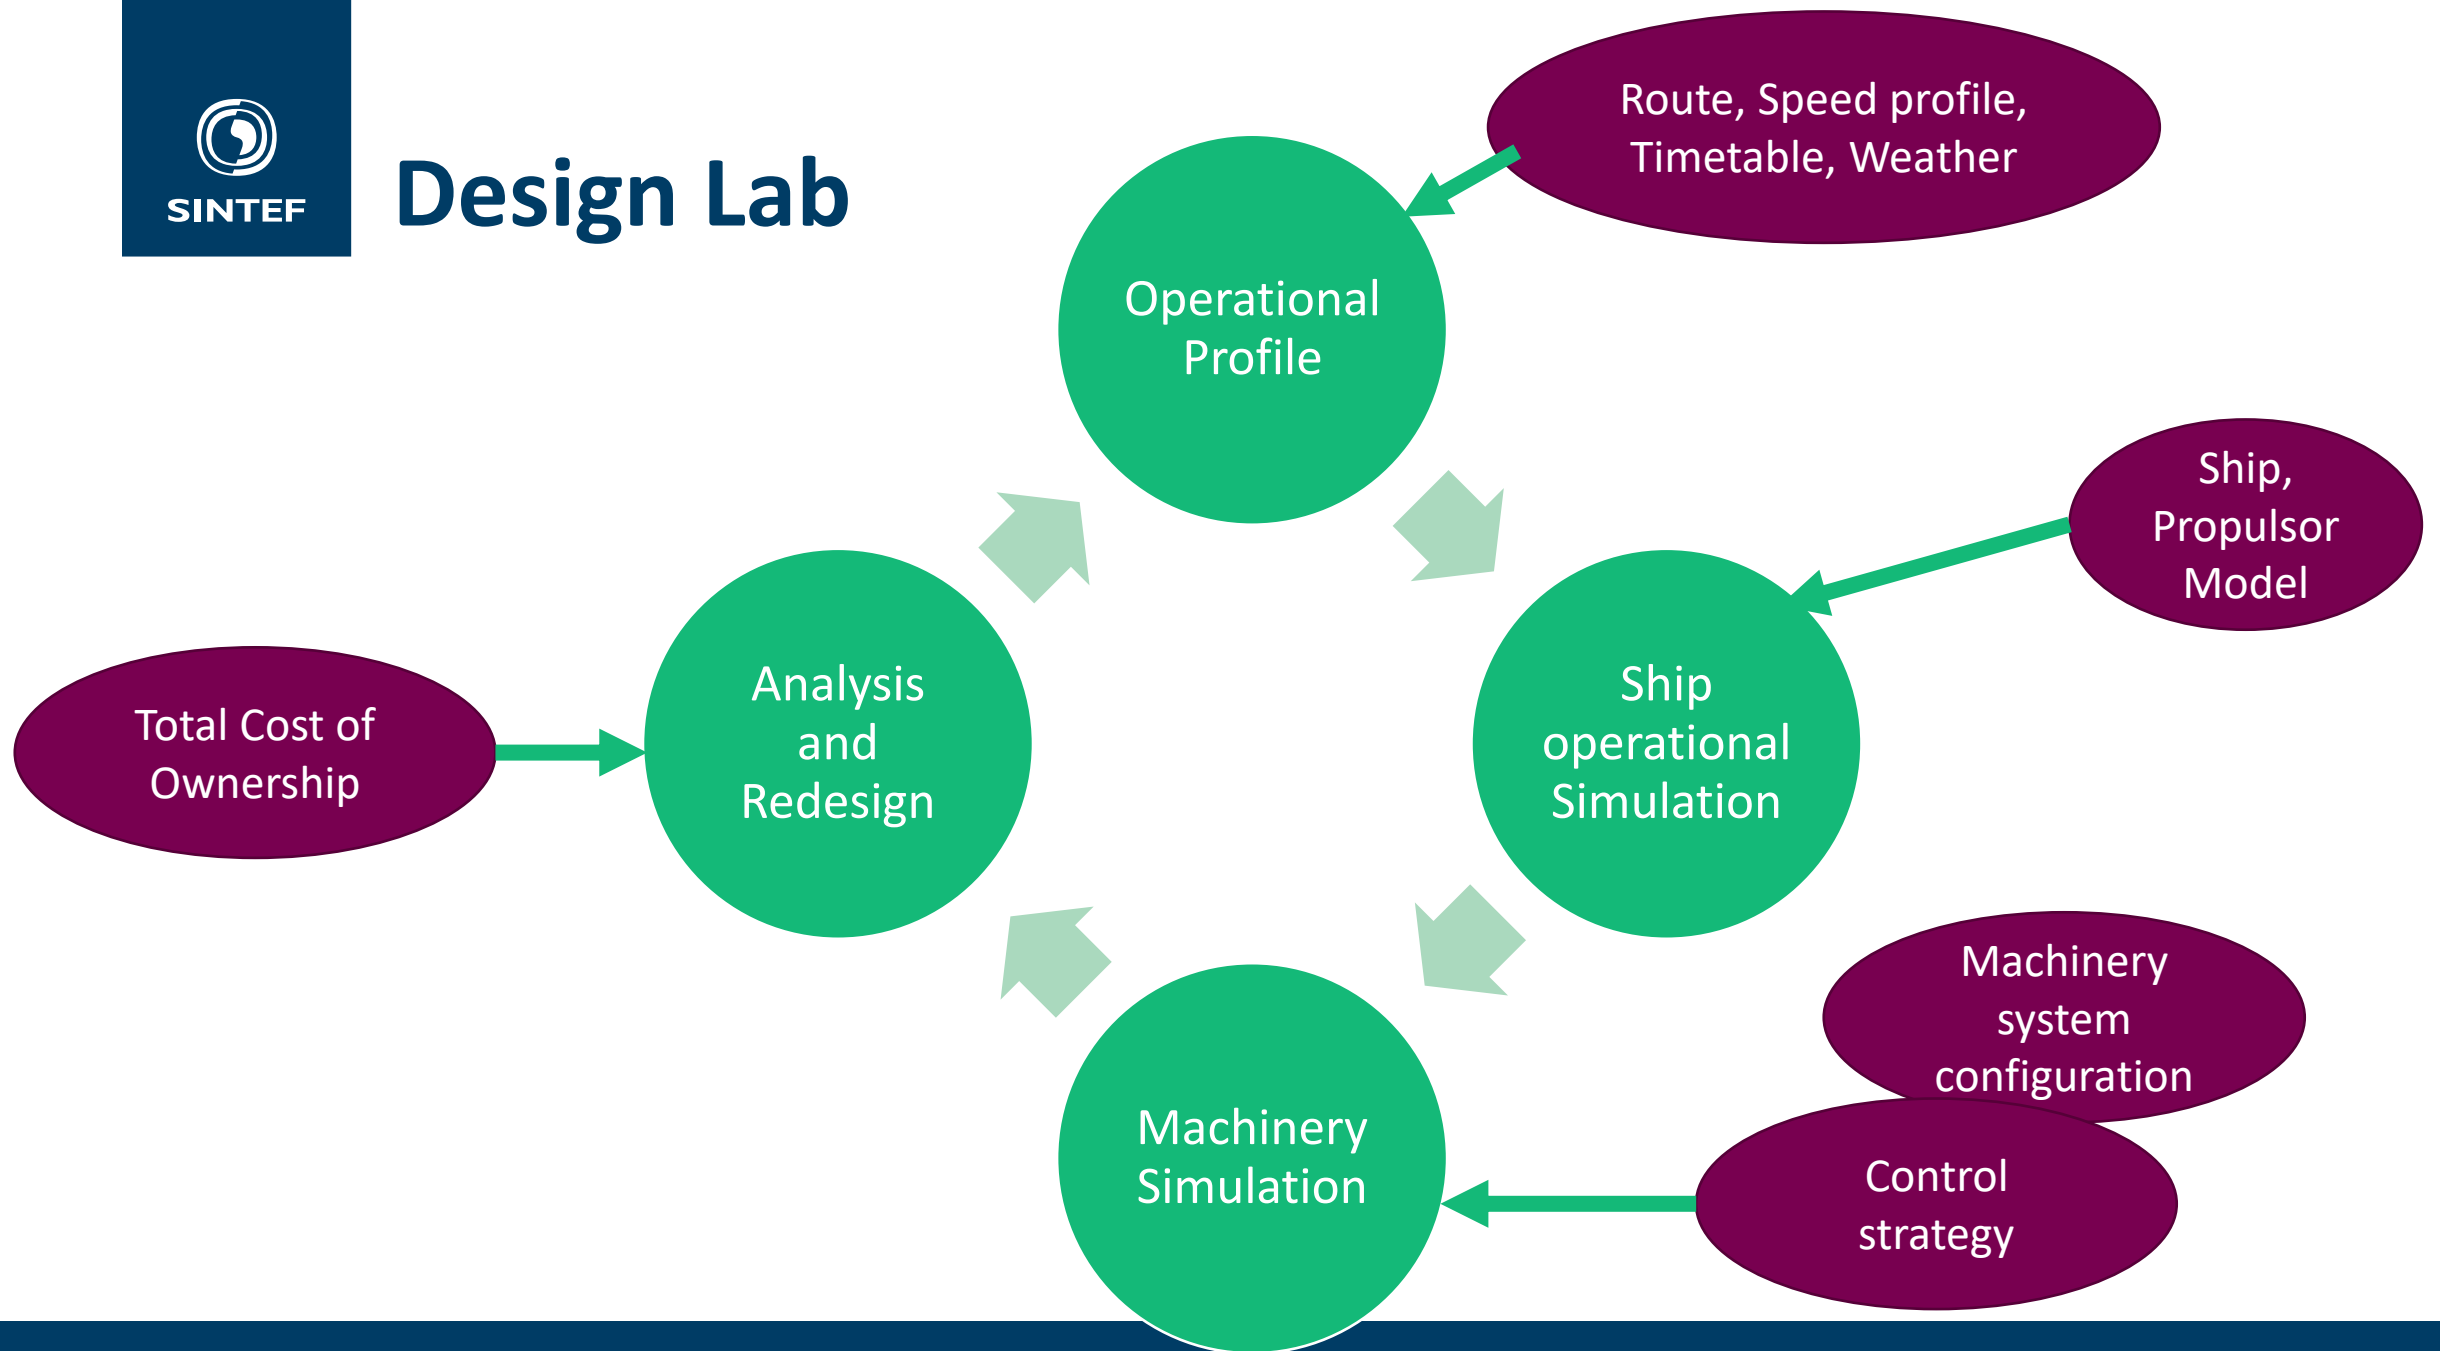 SINTEF
Design Lab
Route, Speed profile,
Timetable, Weather
Operational
Profile
Ship,
Propulsor
Model
Analysis
and
Redesign
Ship
operational
Simulation
Total Cost of
Ownership
Machinery
system
configuration
Machinery
Simulation
Control
strategy